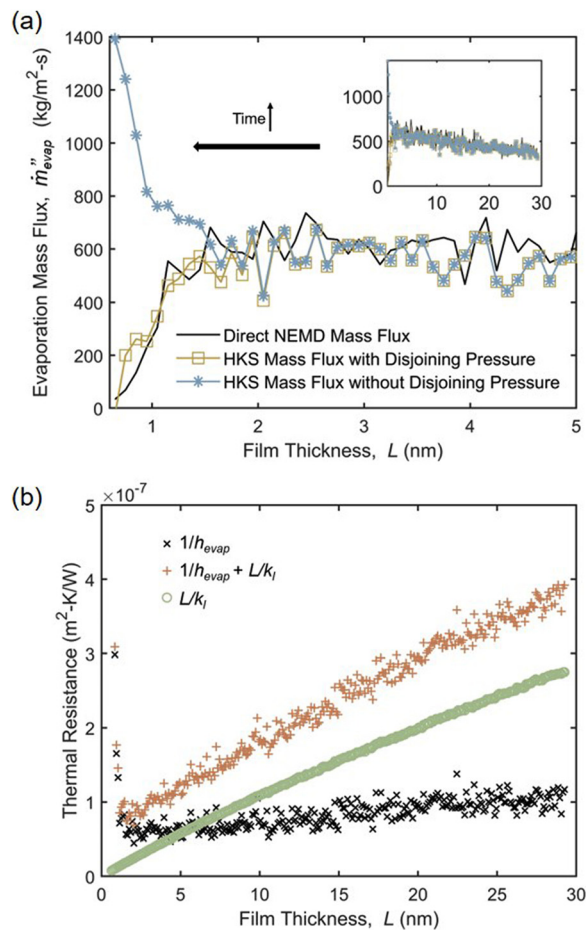 (a)
1400
1200
1000
800
600
400
200
0
Evaporation Mass Flux, ṁ″evap (kg/m²-s)
Time
1000
500
0
10 20 30
Direct NEMD Mass Flux
HKS Mass Flux with Disjoining Pressure
HKS Mass Flux without Disjoining Pressure
1 2 3 4 5
Film Thickness, L (nm)
(b)
×10⁻⁷
5
4
3
2
1
0
Thermal Resistance (m²-K/W)
1/hevap
1/hevap + L/kl
L/kl
0 5 10 15 20 25 30
Film Thickness, L (nm)